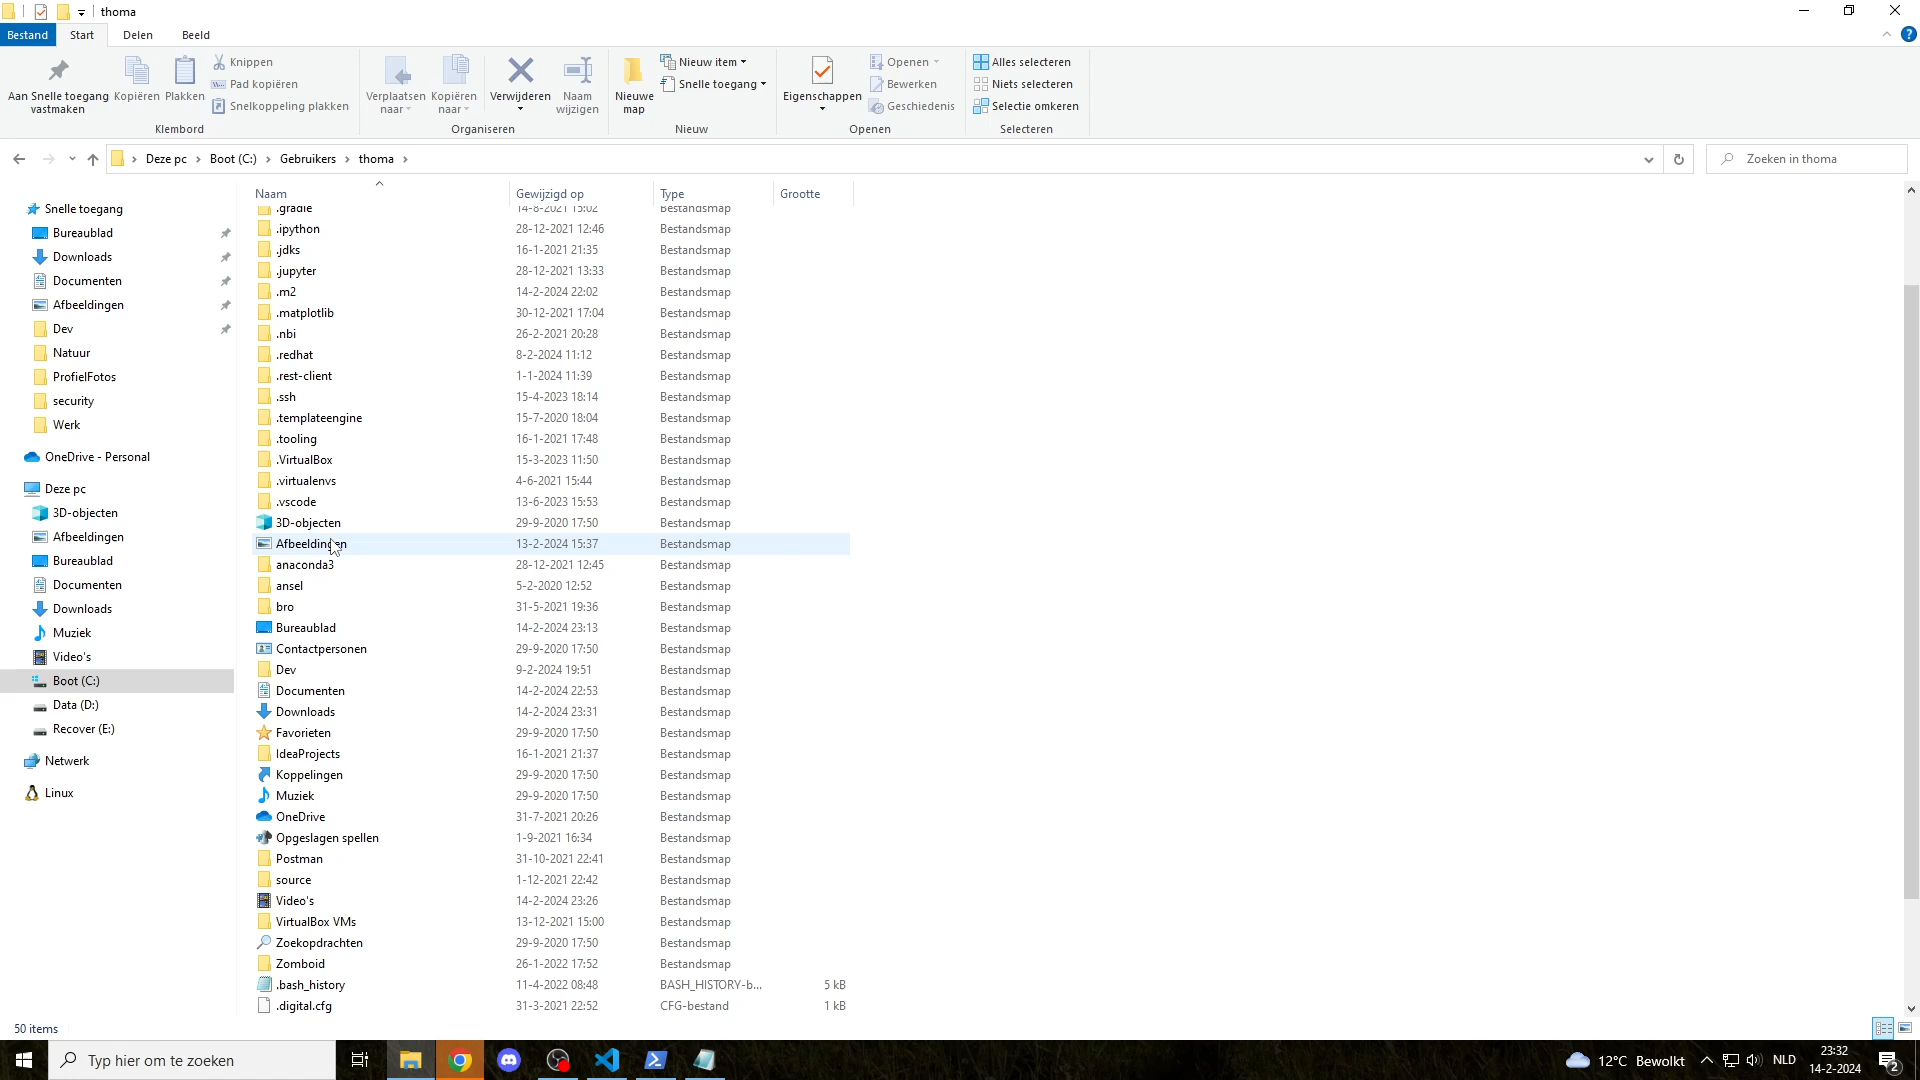 thoma
Bestand Start Delen Beeld
Aan Snelle toegang vastmaken
Kopiëren
Plakken
Knippen
Pad kopiëren
Snelkoppeling plakken
Klembord
Verplaatsen naar
Kopiëren naar
Verwijderen
Naam wijzigen
Organiseren
Nieuwe map
Nieuw item
Snelle toegang
Nieuw
Eigenschappen
Openen
Bewerken
Geschiedenis
Openen
Alles selecteren
Niets selecteren
Selectie omkeren
Selecteren
Deze pc › Boot (C:) › Gebruikers › thoma ›
Zoeken in thoma
Snelle toegang
Bureaublad
Downloads
Documenten
Afbeeldingen
Dev
Natuur
ProfielFotos
security
Werk
OneDrive - Personal
Deze pc
3D-objecten
Afbeeldingen
Bureaublad
Documenten
Downloads
Muziek
Video's
Boot (C:)
Data (D:)
Recover (E:)
Netwerk
Linux
Naam Gewijzigd op Type Grootte
.gradle 14-8-2021 15:02 Bestandsmap
.ipython 28-12-2021 12:46 Bestandsmap
.jdks 16-1-2021 21:35 Bestandsmap
.jupyter 28-12-2021 13:33 Bestandsmap
.m2 14-2-2024 22:02 Bestandsmap
.matplotlib 30-12-2021 17:04 Bestandsmap
.nbi 26-2-2021 20:28 Bestandsmap
.redhat 8-2-2024 11:12 Bestandsmap
.rest-client 1-1-2024 11:39 Bestandsmap
.ssh 15-4-2023 18:14 Bestandsmap
.templateengine 15-7-2020 18:04 Bestandsmap
.tooling 16-1-2021 17:48 Bestandsmap
.VirtualBox 15-3-2023 11:50 Bestandsmap
.virtualenvs 4-6-2021 15:44 Bestandsmap
.vscode 13-6-2023 15:53 Bestandsmap
3D-objecten 29-9-2020 17:50 Bestandsmap
Afbeeldingen 13-2-2024 15:37 Bestandsmap
anaconda3 28-12-2021 12:45 Bestandsmap
ansel 5-2-2020 12:52 Bestandsmap
bro 31-5-2021 19:36 Bestandsmap
Bureaublad 14-2-2024 23:13 Bestandsmap
Contactpersonen 29-9-2020 17:50 Bestandsmap
Dev 9-2-2024 19:51 Bestandsmap
Documenten 14-2-2024 22:53 Bestandsmap
Downloads 14-2-2024 23:31 Bestandsmap
Favorieten 29-9-2020 17:50 Bestandsmap
IdeaProjects 16-1-2021 21:37 Bestandsmap
Koppelingen 29-9-2020 17:50 Bestandsmap
Muziek 29-9-2020 17:50 Bestandsmap
OneDrive 31-7-2021 20:26 Bestandsmap
Opgeslagen spellen 1-9-2021 16:34 Bestandsmap
Postman 31-10-2021 22:41 Bestandsmap
source 1-12-2021 22:42 Bestandsmap
Video's 14-2-2024 23:26 Bestandsmap
VirtualBox VMs 13-12-2021 15:00 Bestandsmap
Zoekopdrachten 29-9-2020 17:50 Bestandsmap
Zomboid 26-1-2022 17:52 Bestandsmap
.bash_history 11-4-2022 08:48 BASH_HISTORY-b... 5 kB
.digital.cfg 31-3-2021 22:52 CFG-bestand 1 kB
50 items
Typ hier om te zoeken
12°C Bewolkt
NLD
23:32
14-2-2024
2